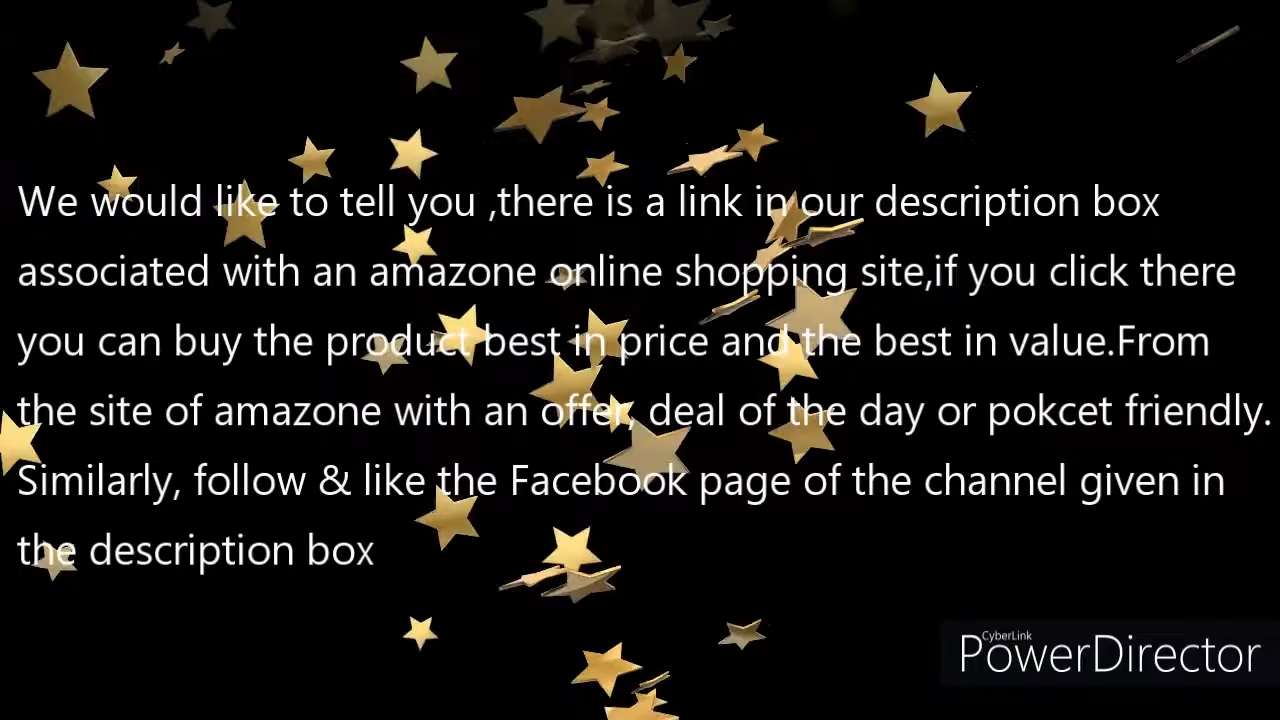 We would like to tell you ,there is a link in our description box
associated with an amazone online shopping site,if you click there
you can buy the product best in price and the best in value.From
the site of amazone with an offer, deal of the day or pokcet friendly.
Similarly, follow & like the Facebook page of the channel given in
the description box
CyberLink
PowerDirector